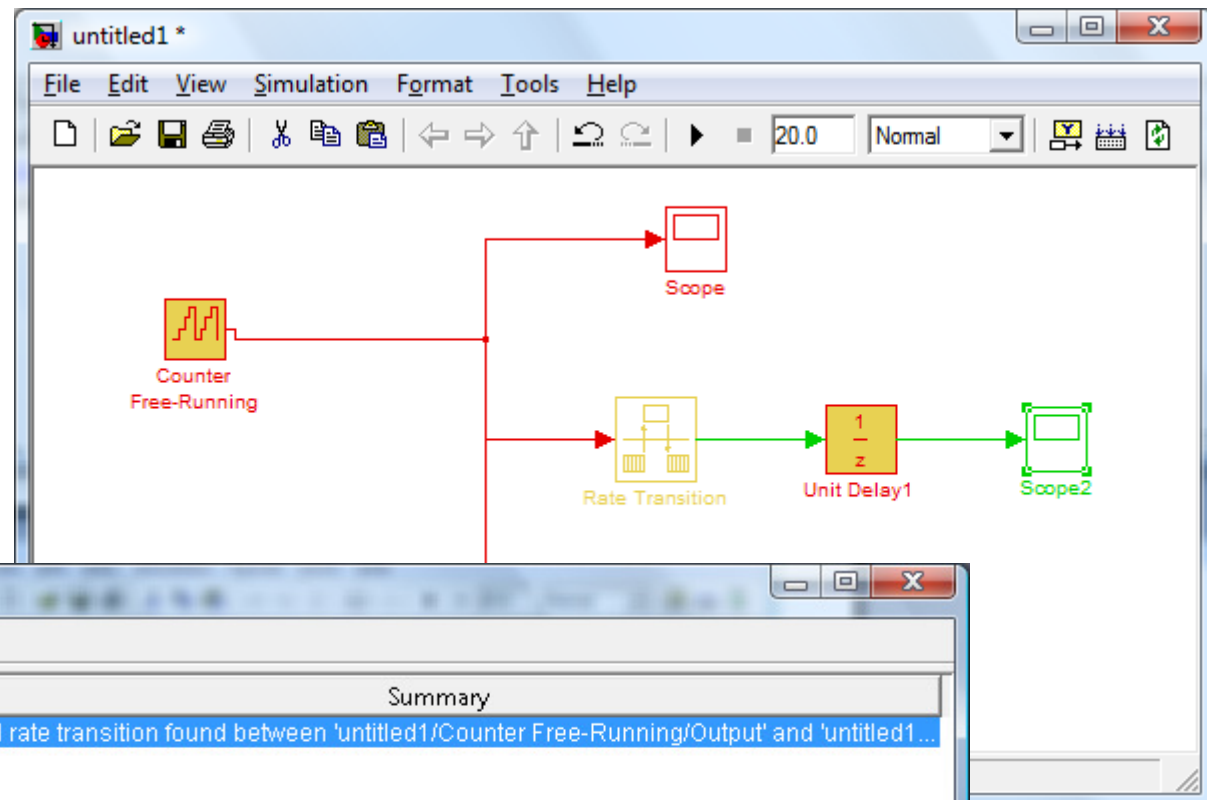 untitled1 *
File Edit View Simulation Format Tools Help
20.0 Normal
Scope
Counter
Free-Running
Rate Transition
1
z
Unit Delay1
Scope2
Summary
rate transition found between 'untitled1/Counter Free-Running/Output' and 'untitled1...